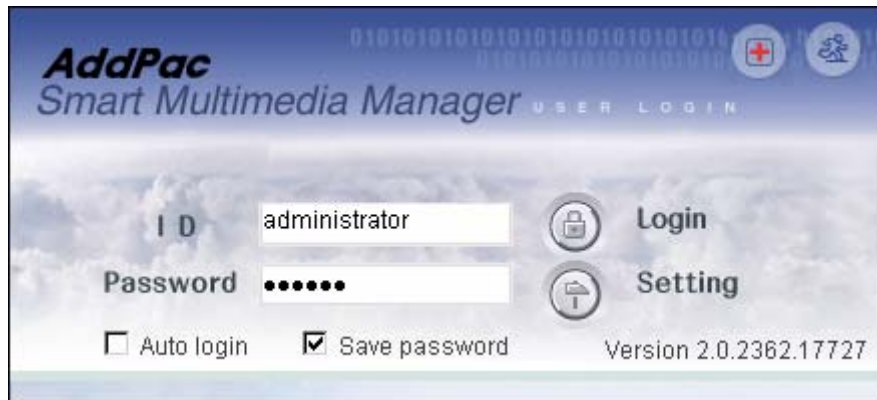 01010101010101010101010101010101
AddPac
Smart Multimedia Manager USER LOGIN
ID administrator Login
Password •••••• Setting
Auto login Save password Version 2.0.2362.17727